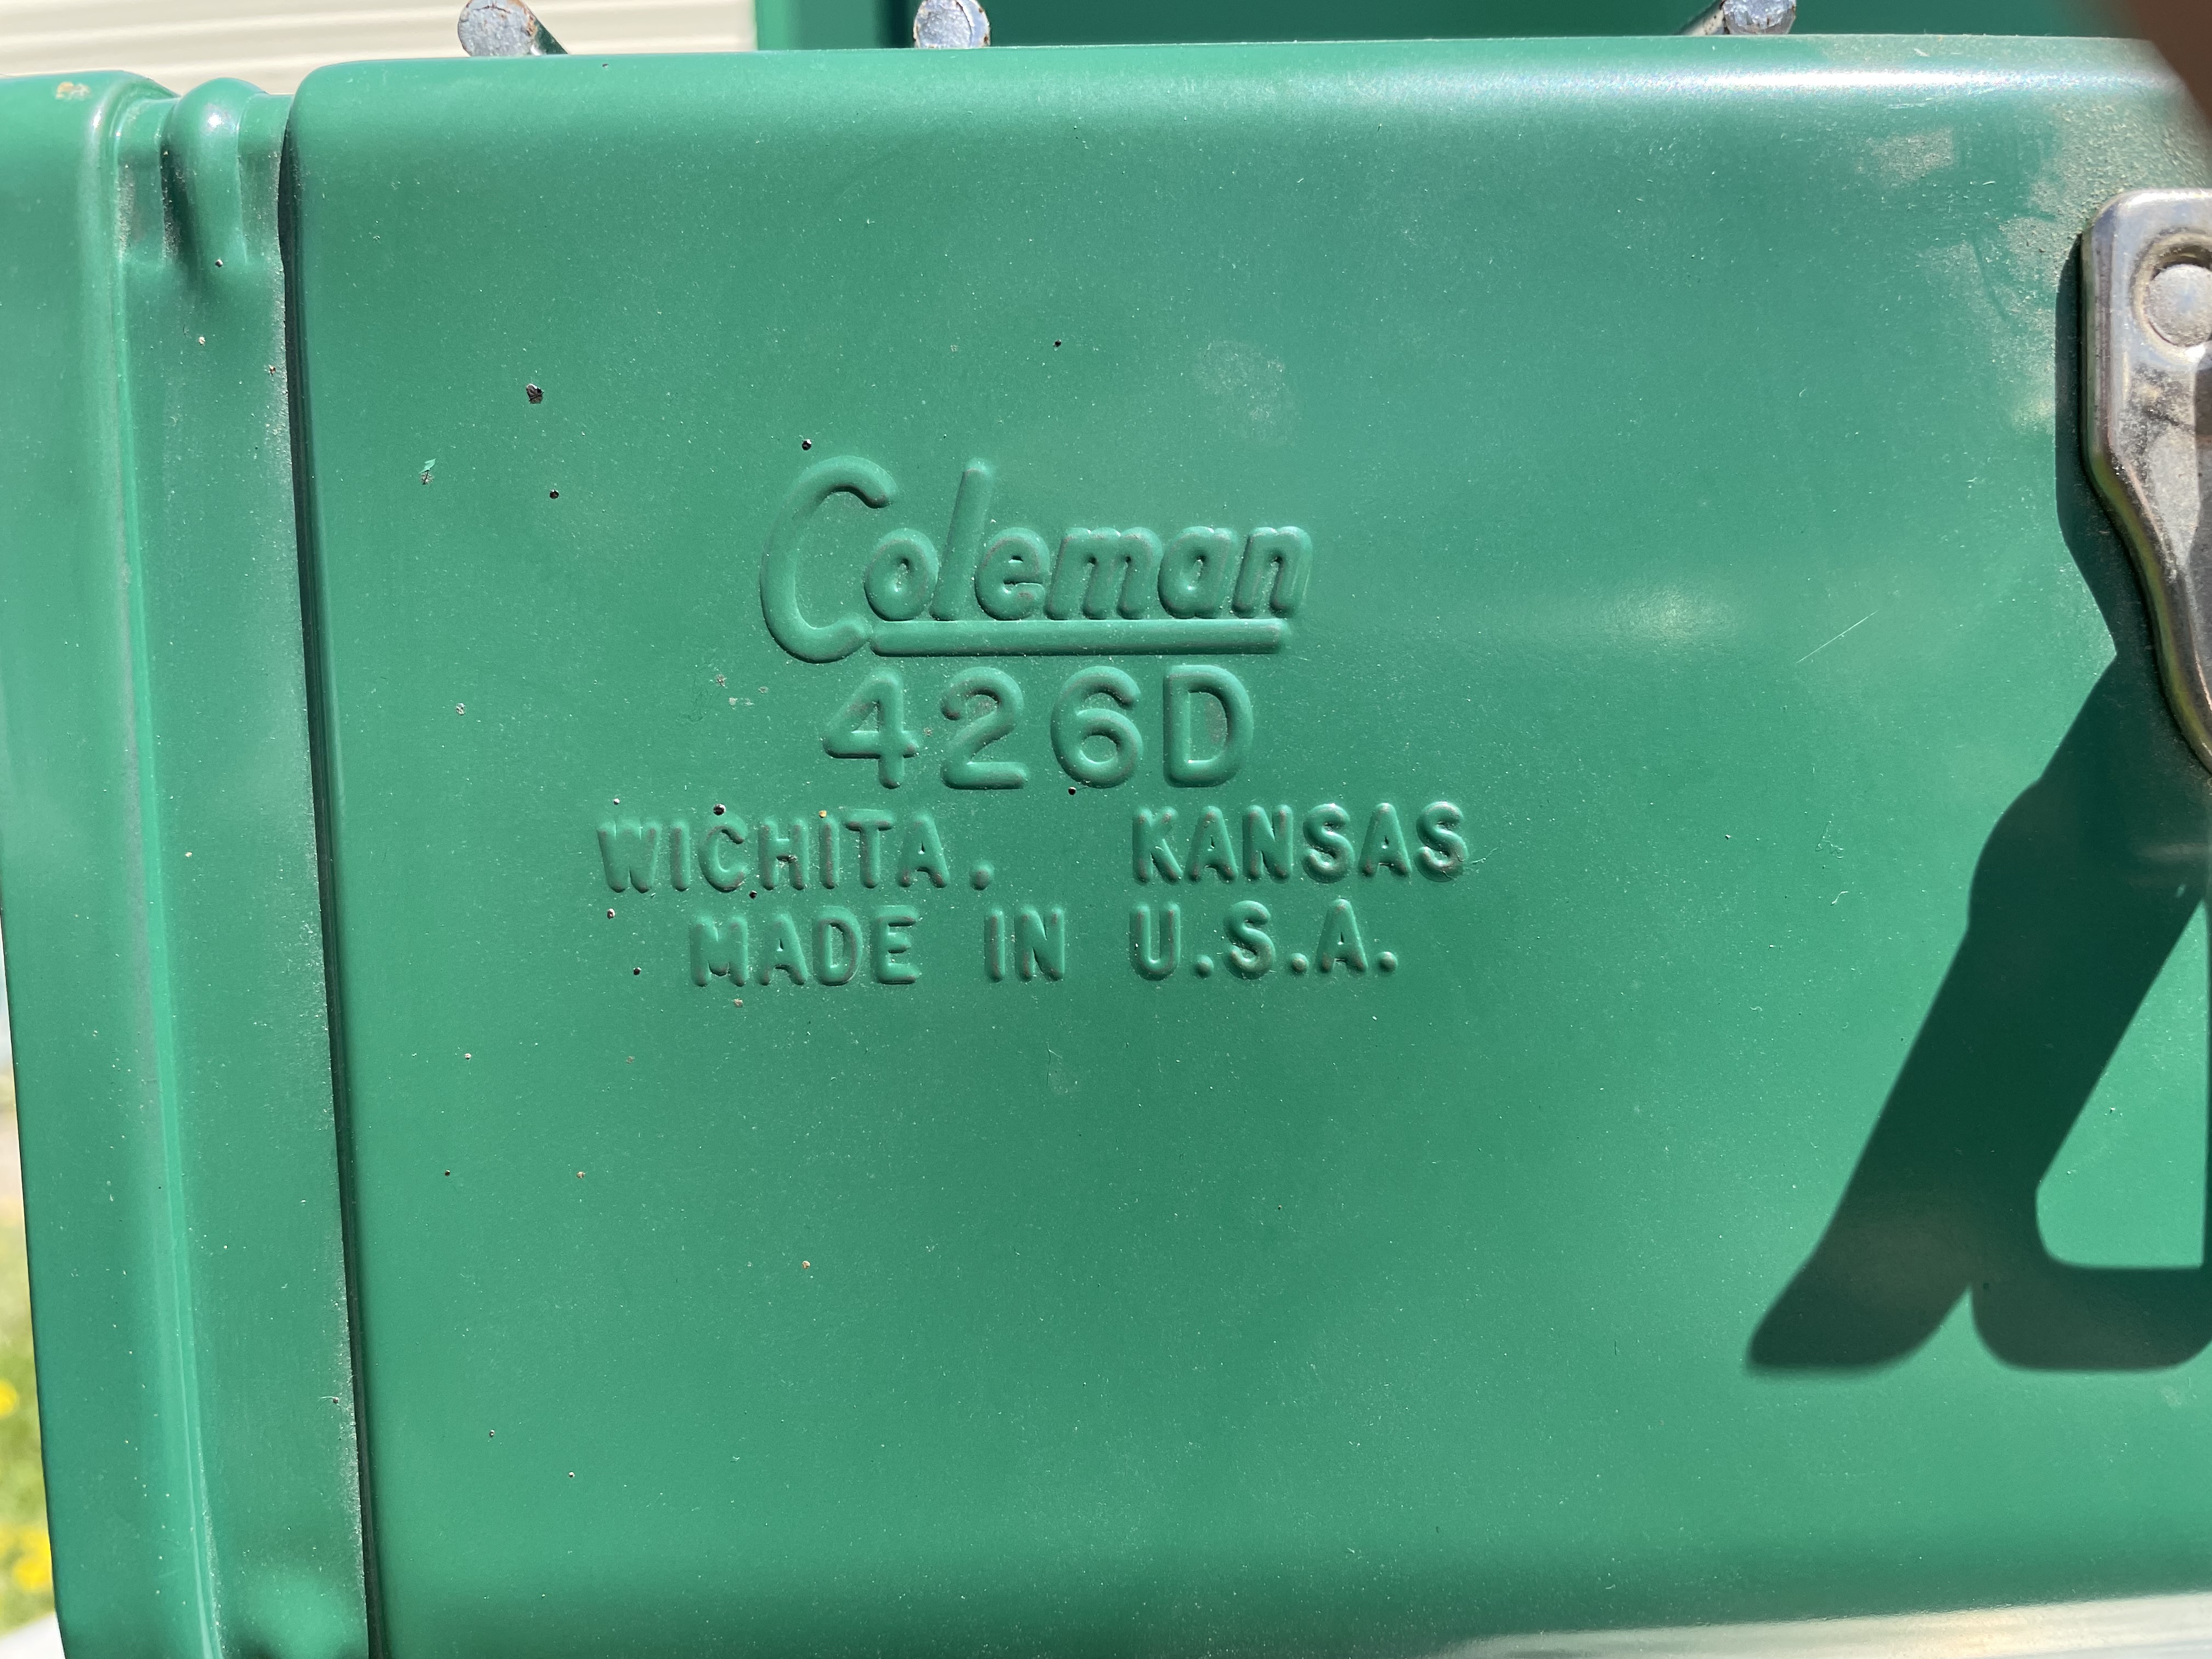 Coleman
426D
WICHITA. KANSAS
MADE IN U.S.A.